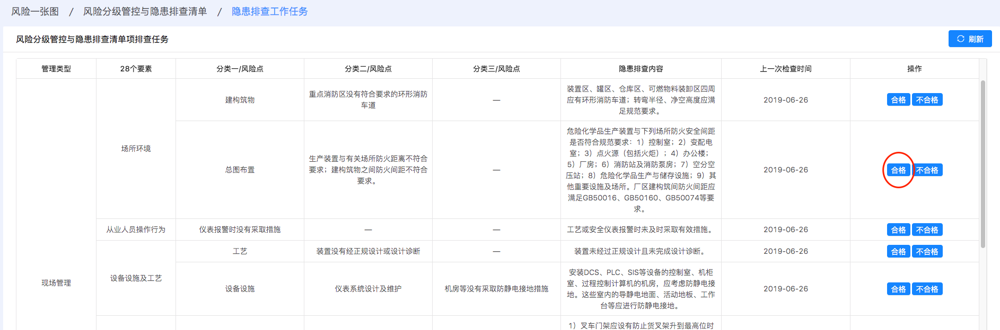 风险一张图 / 风险分级管控与隐患排查清单 / 隐患排查工作任务
风险分级管控与隐患排查清单项排查任务
刷新
管理类型 28个要素 分类一/风险点 分类二/风险点 分类三/风险点 隐患排查内容 上一次检查时间 操作
现场管理
场所环境
建构筑物
重点消防区没有符合要求的环形消防
车道
—
装置区、罐区、仓库区、可燃物料装卸区四周
应有环形消防车道；转弯半径、净空高度应满
足规范要求。
2019-06-26
合格 不合格
总图布置
生产装置与有关场所防火距离不符合
要求；建构筑物之间防火间距不符合
要求。
—
危险化学品生产装置与下列场所防火安全间距
是否符合规范要求：1）控制室；2）变配电
室；3）点火源（包括火炬）；4）办公楼；
5）厂房；6）消防站及消防泵房；7）空分空
压站；8）危险化学品生产与储存设施；9）其
他重要设施及场所。厂区建构筑间防火间距应
满足GB50016、GB50160、GB50074等要
求。
2019-06-26
合格 不合格
从业人员操作行为
仪表报警时没有采取措施
—
—
工艺或安全仪表报警时未及时采取有效措施。
2019-06-26
合格 不合格
设备设施及工艺
工艺
装置没有经正规设计或设计诊断
—
装置未经过正规设计且未完成设计诊断。
2019-06-26
合格 不合格
设备设施
仪表系统设计及维护
机房等没有采取防静电接地措施
安装DCS、PLC、SIS等设备的控制室、机柜
室、过程控制计算机的机房，应考虑防静电接
地。这些室内的导静电地面、活动地板、工作
台等应进行防静电接地。
2019-06-26
合格 不合格
1）叉车门架应设有防止货叉架升到最高位时